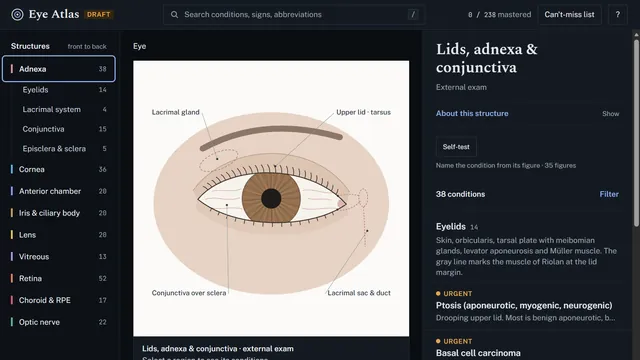 Eye Atlas DRAFT
Search conditions, signs, abbreviations /
0 / 238 mastered
Can't-miss list
?
Structures front to back
Adnexa 38
Eyelids 14
Lacrimal system 4
Conjunctiva 15
Episclera & sclera 5
Cornea 36
Anterior chamber 20
Iris & ciliary body 20
Lens 20
Vitreous 13
Retina 52
Choroid & RPE 17
Optic nerve 22
Eye
Lacrimal gland
Upper lid · tarsus
Conjunctiva over sclera
Lacrimal sac & duct
Lids, adnexa & conjunctiva · external exam
Lids, adnexa &
conjunctiva
External exam
About this structure Show
Self-test
Name the condition from its figure · 35 figures
38 conditions Filter
Eyelids 14
Skin, orbicularis, tarsal plate with meibomian
glands, levator aponeurosis and Müller muscle. The
gray line marks the muscle of Riolan at the lid
margin.
URGENT
Ptosis (aponeurotic, myogenic, neurogenic)
Drooping upper lid. Most is benign aponeurotic, b...
URGENT
Basal cell carcinoma